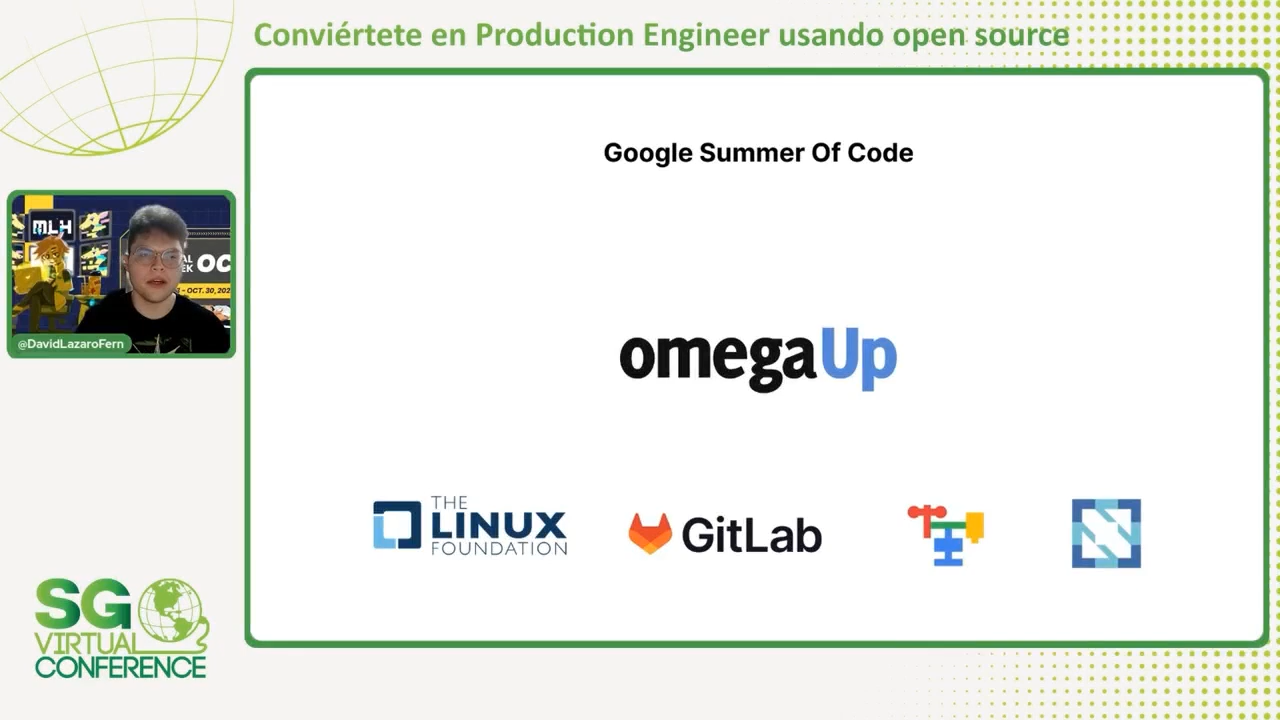 Conviértete en Production Engineer usando open source
Google Summer Of Code
MLH
OC
- OCT. 30, 202
@DavidLazaroFern
omegaUp
THE
LINUX
FOUNDATION
GitLab
SG
VIRTUAL
CONFERENCE